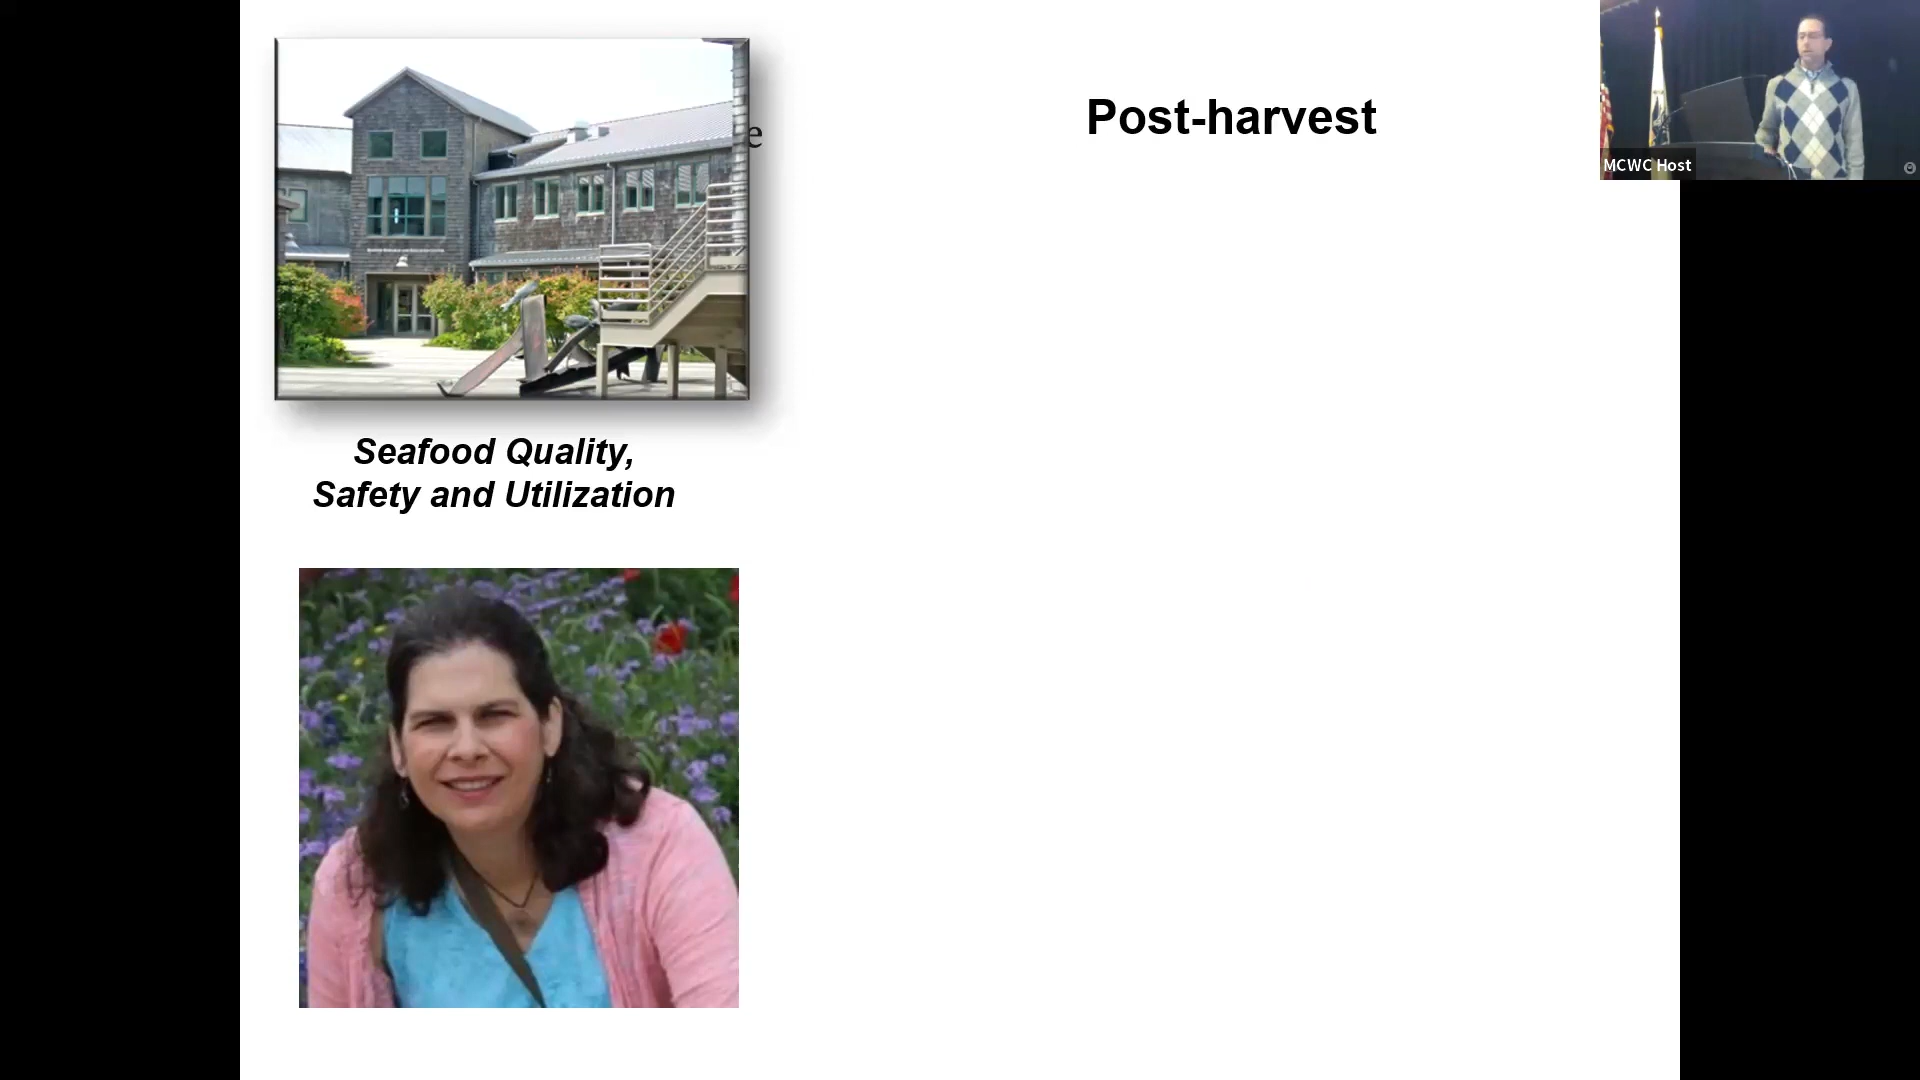 e
Post-harvest
MCWC Host
Seafood Quality,
Safety and Utilization